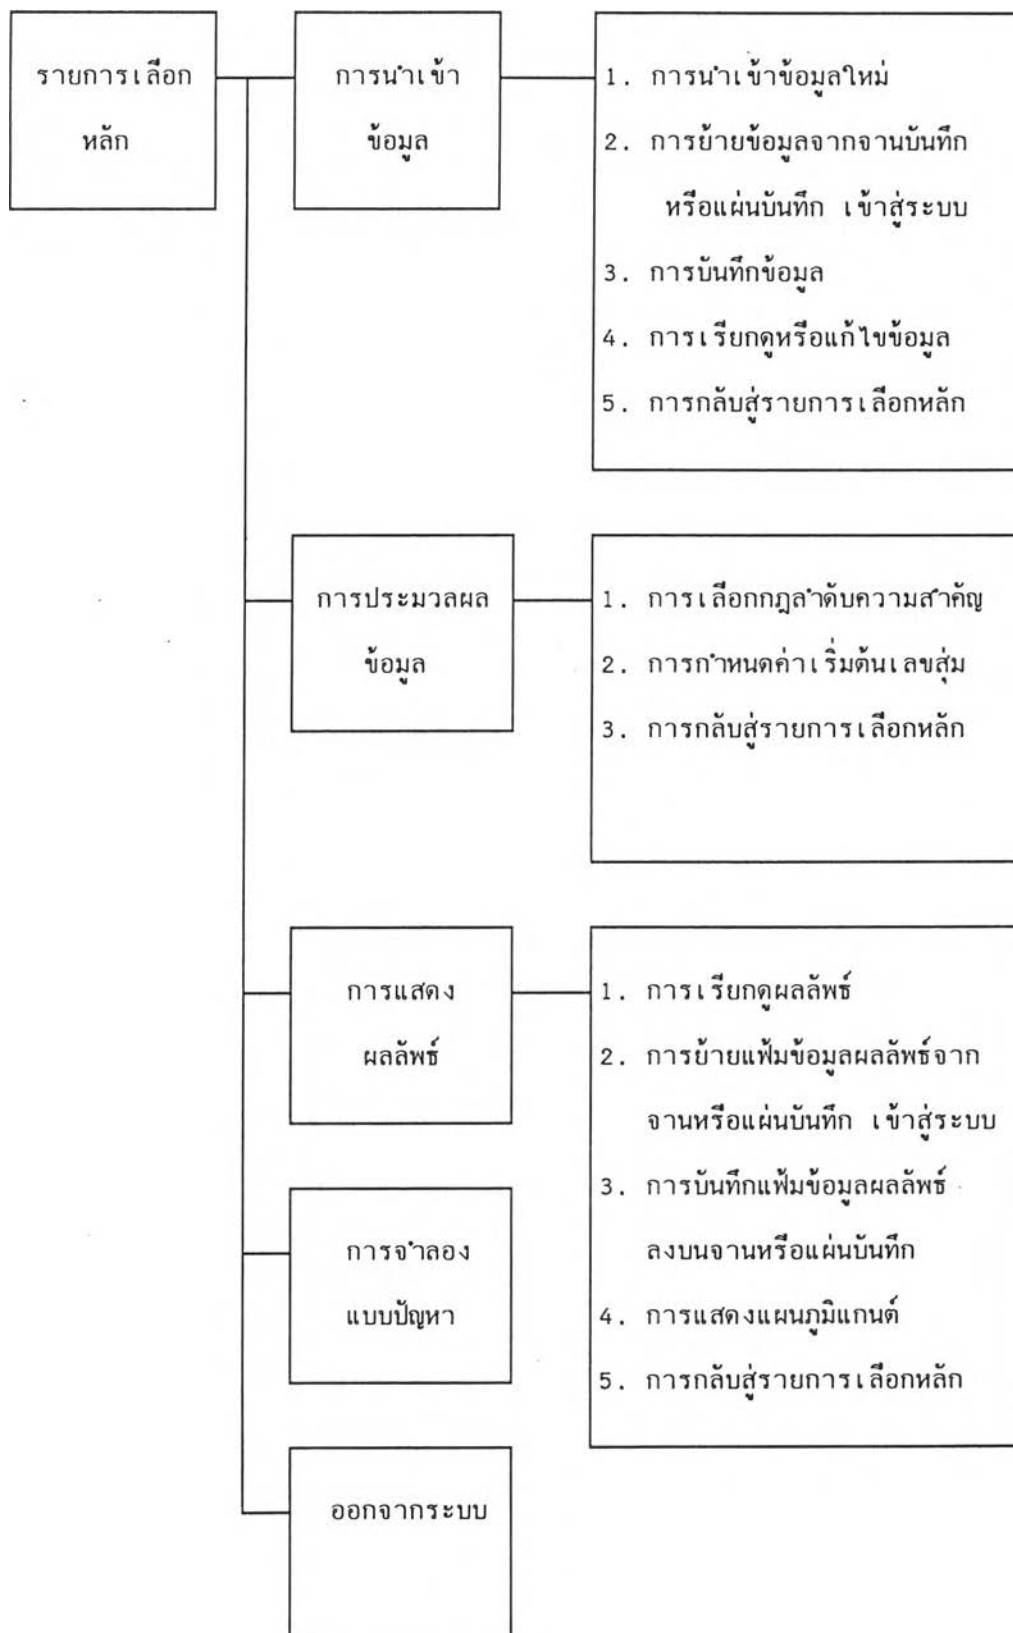 รายการเลือก
หลัก
การนำเข้า
ข้อมูล
1. การนำเข้าข้อมูลใหม่
2. การย้ายข้อมูลจากจานบันทึก
หรือแผ่นบันทึก เข้าสู่ระบบ
3. การบันทึกข้อมูล
4. การเรียกดูหรือแก้ไขข้อมูล
5. การกลับสู่รายการเลือกหลัก
การประมวลผล
ข้อมูล
1. การเลือกกฎลำดับความสำคัญ
2. การกำหนดค่าเริ่มต้นเลขสุ่ม
3. การกลับสู่รายการเลือกหลัก
การแสดง
ผลลัพธ์
1. การเรียกดูผลลัพธ์
2. การย้ายแฟ้มข้อมูลผลลัพธ์จาก
จานหรือแผ่นบันทึก เข้าสู่ระบบ
3. การบันทึกแฟ้มข้อมูลผลลัพธ์
ลงบนจานหรือแผ่นบันทึก
4. การแสดงแผนภูมิแกนต์
5. การกลับสู่รายการเลือกหลัก
การจำลอง
แบบปัญหา
ออกจากระบบ